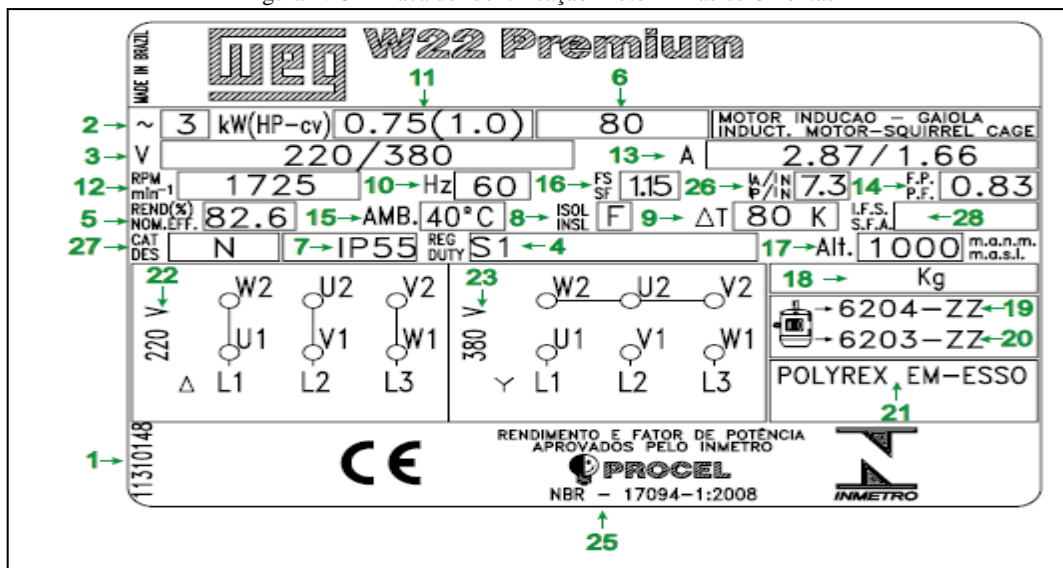 MADE IN BRAZIL
WEG W22 Premium
11 6
2 ~ 3 kW(HP-cv) 0.75(1.0) 80 MOTOR INDUCAO - GAIOLA
INDUCT. MOTOR-SQUIRREL CAGE
3 V 220/380 13 A 2.87/1.66
12 RPM min-1 1725 10 Hz 60 16 FS SF 1.15 26 7.3 14 F.P. P.F. 0.83
5 REND(%) NOM.EFF. 82.6 15 AMB. 40°C 8 ISOL INSL F 9 ΔT 80 K I.F.S. S.F.A. 28
27 CAT DES N 7 IP55 REG DUTY S1 4 17 Alt. 1000 m.a.n.m. m.a.s.l.
22 220 V
W2 U2 V2
U1 V1 W1
Δ L1 L2 L3
23 380 V
W2 U2 V2
U1 V1 W1
Y L1 L2 L3
18 Kg
6204-ZZ 19
6203-ZZ 20
POLYREX EM-ESSO
21
1 11310148
CE
RENDIMENTO E FATOR DE POTÊNCIA
APROVADOS PELO INMETRO
PROCEL
NBR - 17094-1:2008
INMETRO
25